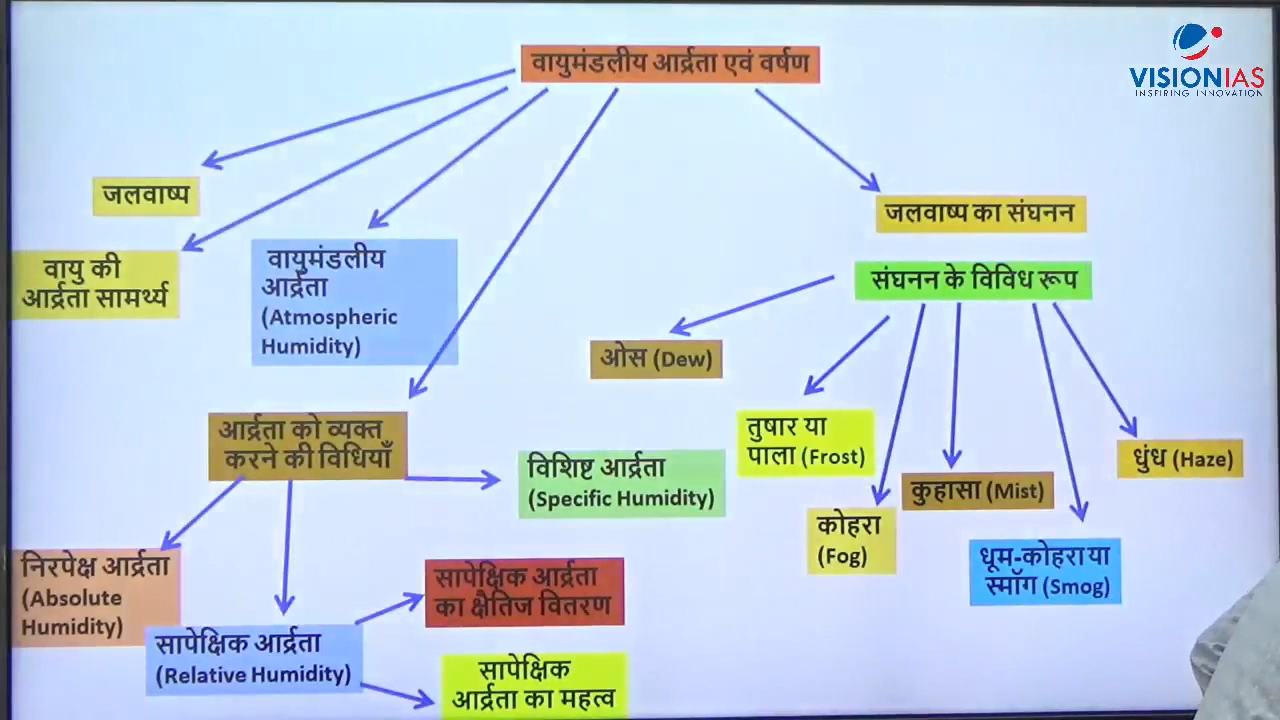 वायुमंडलीय आर्द्रता एवं वर्षण
VISIONIAS
INSPIRING INNOVATION
जलवाष्प
वायु की
आर्द्रता सामर्थ्य
वायुमंडलीय
आर्द्रता
(Atmospheric
Humidity)
जलवाष्प का संघनन
संघनन के विविध रूप
ओस (Dew)
तुषार या
पाला (Frost)
कोहरा
(Fog)
कुहासा (Mist)
धूम-कोहरा या
स्मॉग (Smog)
धुंध (Haze)
आर्द्रता को व्यक्त
करने की विधियाँ
विशिष्ट आर्द्रता
(Specific Humidity)
निरपेक्ष आर्द्रता
(Absolute
Humidity)
सापेक्षिक आर्द्रता
(Relative Humidity)
सापेक्षिक आर्द्रता
का क्षैतिज वितरण
सापेक्षिक
आर्द्रता का महत्व